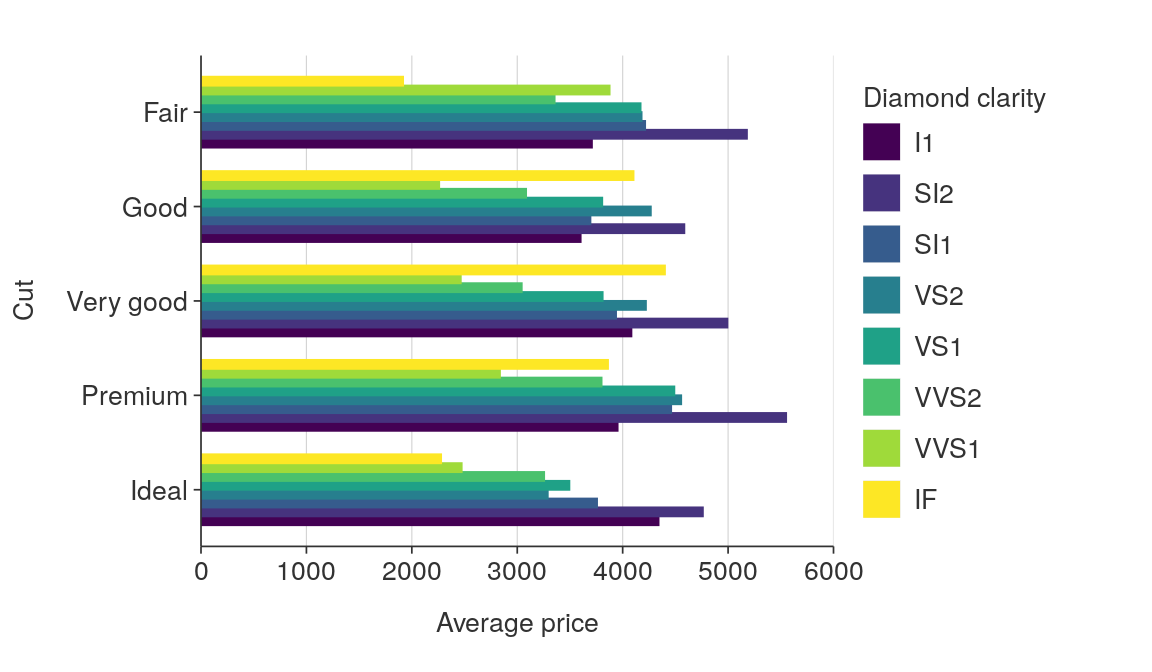 Cut
Fair
Good
Very good
Premium
Ideal
0 1000 2000 3000 4000 5000 6000
Average price
Diamond clarity
I1
SI2
SI1
VS2
VS1
VVS2
VVS1
IF